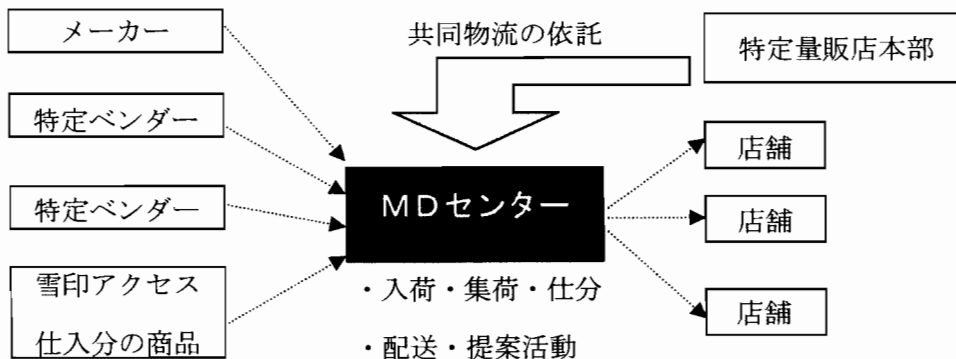 メーカー
共同物流の依託
特定量販店本部
特定ベンダー
店舗
特定ベンダー
MDセンター
店舗
雪印アクセス
仕入分の商品
・入荷・集荷・仕分
店舗
・配送・提案活動